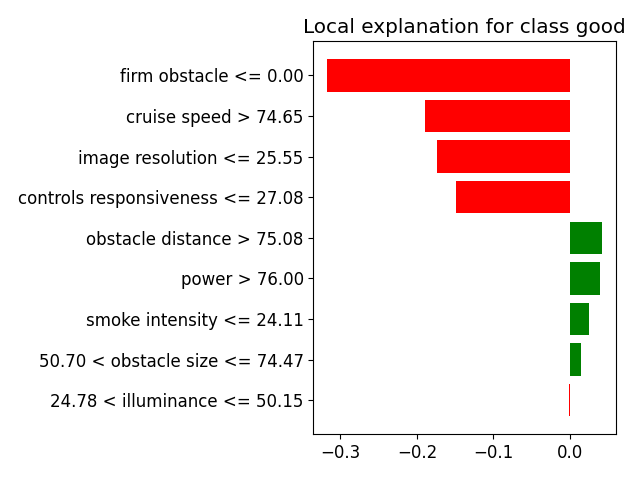 Local explanation for class good
firm obstacle <= 0.00
cruise speed > 74.65
image resolution <= 25.55
controls responsiveness <= 27.08
obstacle distance > 75.08
power > 76.00
smoke intensity <= 24.11
50.70 < obstacle size <= 74.47
24.78 < illuminance <= 50.15
−0.3 −0.2 −0.1 0.0